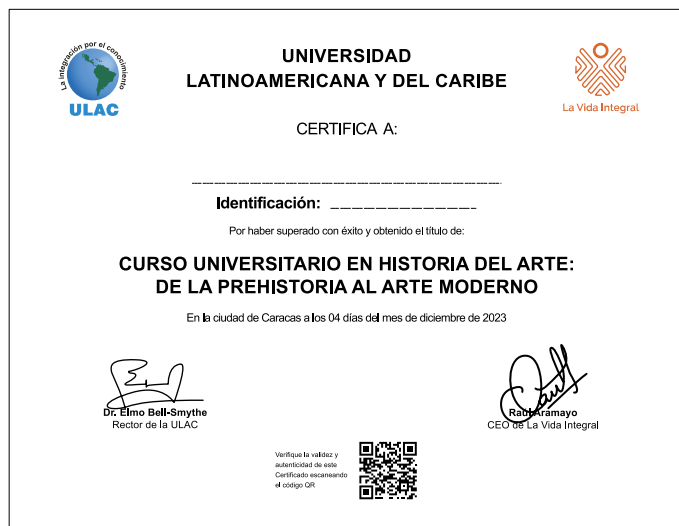 La integración por el conocimiento
ULAC
UNIVERSIDAD
LATINOAMERICANA Y DEL CARIBE
La Vida Integral
CERTIFICA A:
Identificación:
Por haber superado con éxito y obtenido el título de:
CURSO UNIVERSITARIO EN HISTORIA DEL ARTE:
DE LA PREHISTORIA AL ARTE MODERNO
En la ciudad de Caracas a los 04 días del mes de diciembre de 2023
Dr. Elmo Bell-Smythe
Rector de la ULAC
Raúl Aramayo
CEO de La Vida Integral
Verifique la validez y
autenticidad de este
Certificado escaneando
el código QR